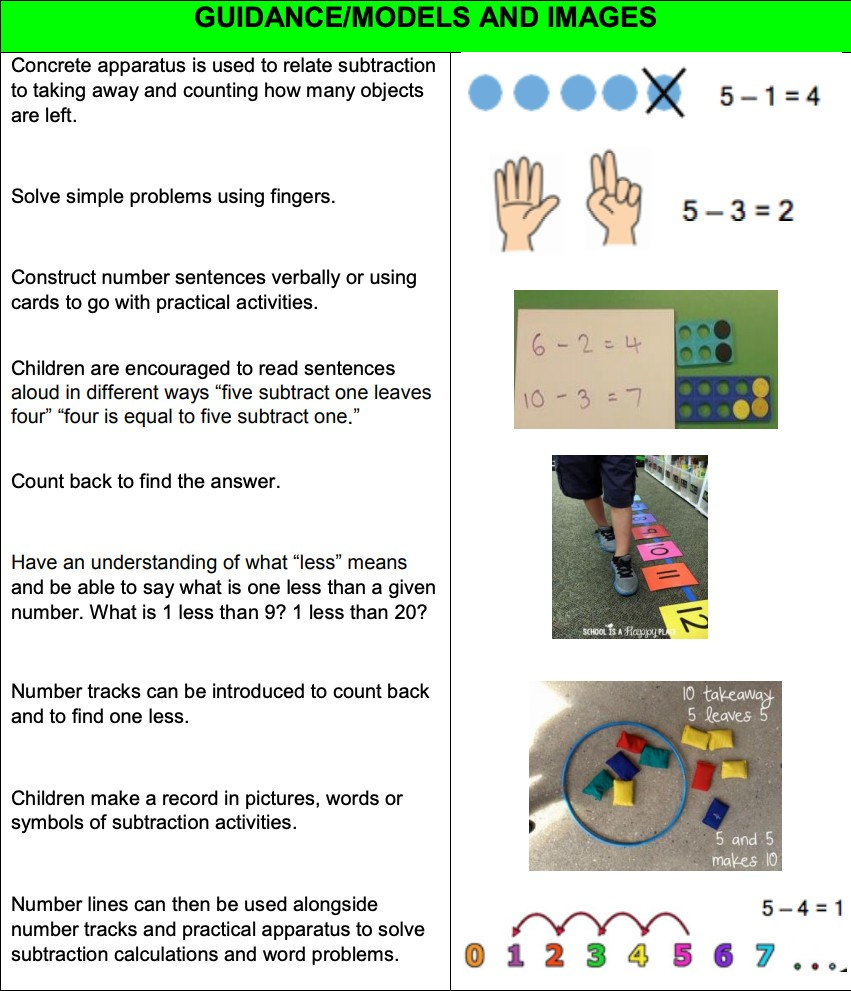 GUIDANCE/MODELS AND IMAGES
Concrete apparatus is used to relate subtraction
to taking away and counting how many objects
are left.
5 – 1 = 4
Solve simple problems using fingers.
5 – 3 = 2
Construct number sentences verbally or using
cards to go with practical activities.
6 - 2 = 4
10 - 3 = 7
Children are encouraged to read sentences
aloud in different ways “five subtract one leaves
four” “four is equal to five subtract one.”
Count back to find the answer.
10
11
12
SCHOOL IS A Happy PLACE
Have an understanding of what “less” means
and be able to say what is one less than a given
number. What is 1 less than 9? 1 less than 20?
Number tracks can be introduced to count back
and to find one less.
10 takeaway
5 leaves 5
5 and 5
makes 10
Children make a record in pictures, words or
symbols of subtraction activities.
Number lines can then be used alongside
number tracks and practical apparatus to solve
subtraction calculations and word problems.
5 – 4 = 1
0 1 2 3 4 5 6 7 . . . .